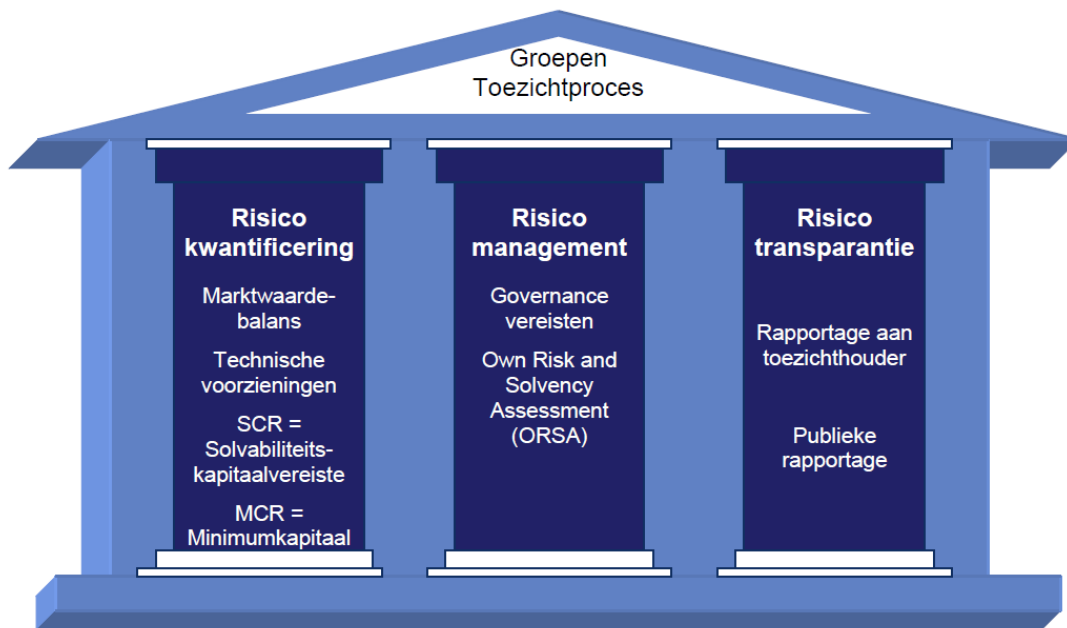 Groepen
Toezichtproces
Risico
kwantificering
Marktwaarde-
balans
Technische
voorzieningen
SCR =
Solvabiliteits-
kapitaalvereiste
MCR =
Minimumkapitaal
Risico
management
Governance
vereisten
Own Risk and
Solvency
Assessment
(ORSA)
Risico
transparantie
Rapportage aan
toezichthouder
Publieke
rapportage